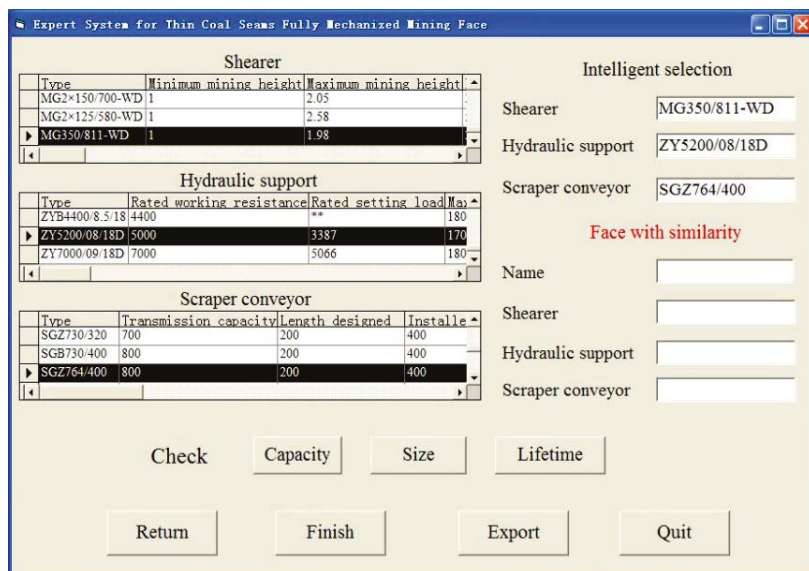 Expert System for Thin Coal Seams Fully Mechanized Mining Face
Shearer
Type Minimum mining height Maximum mining height
MG2×150/700-WD 1 2.05
MG2×125/580-WD 1 2.58
MG350/811-WD 1 1.98
Hydraulic support
Type Rated working resistance Rated setting load Max
ZYB4400/8.5/18 4400 ** 180
ZY5200/08/18D 5000 3387 170
ZY7000/09/18D 7000 5066 180
Scraper conveyor
Type Transmission capacity Length designed Installe
SGZ730/320 700 200 400
SGB730/400 800 200 400
SGZ764/400 800 200 400
Intelligent selection
Shearer MG350/811-WD
Hydraulic support ZY5200/08/18D
Scraper conveyor SGZ764/400
Face with similarity
Name
Shearer
Hydraulic support
Scraper conveyor
Check Capacity Size Lifetime
Return Finish Export Quit